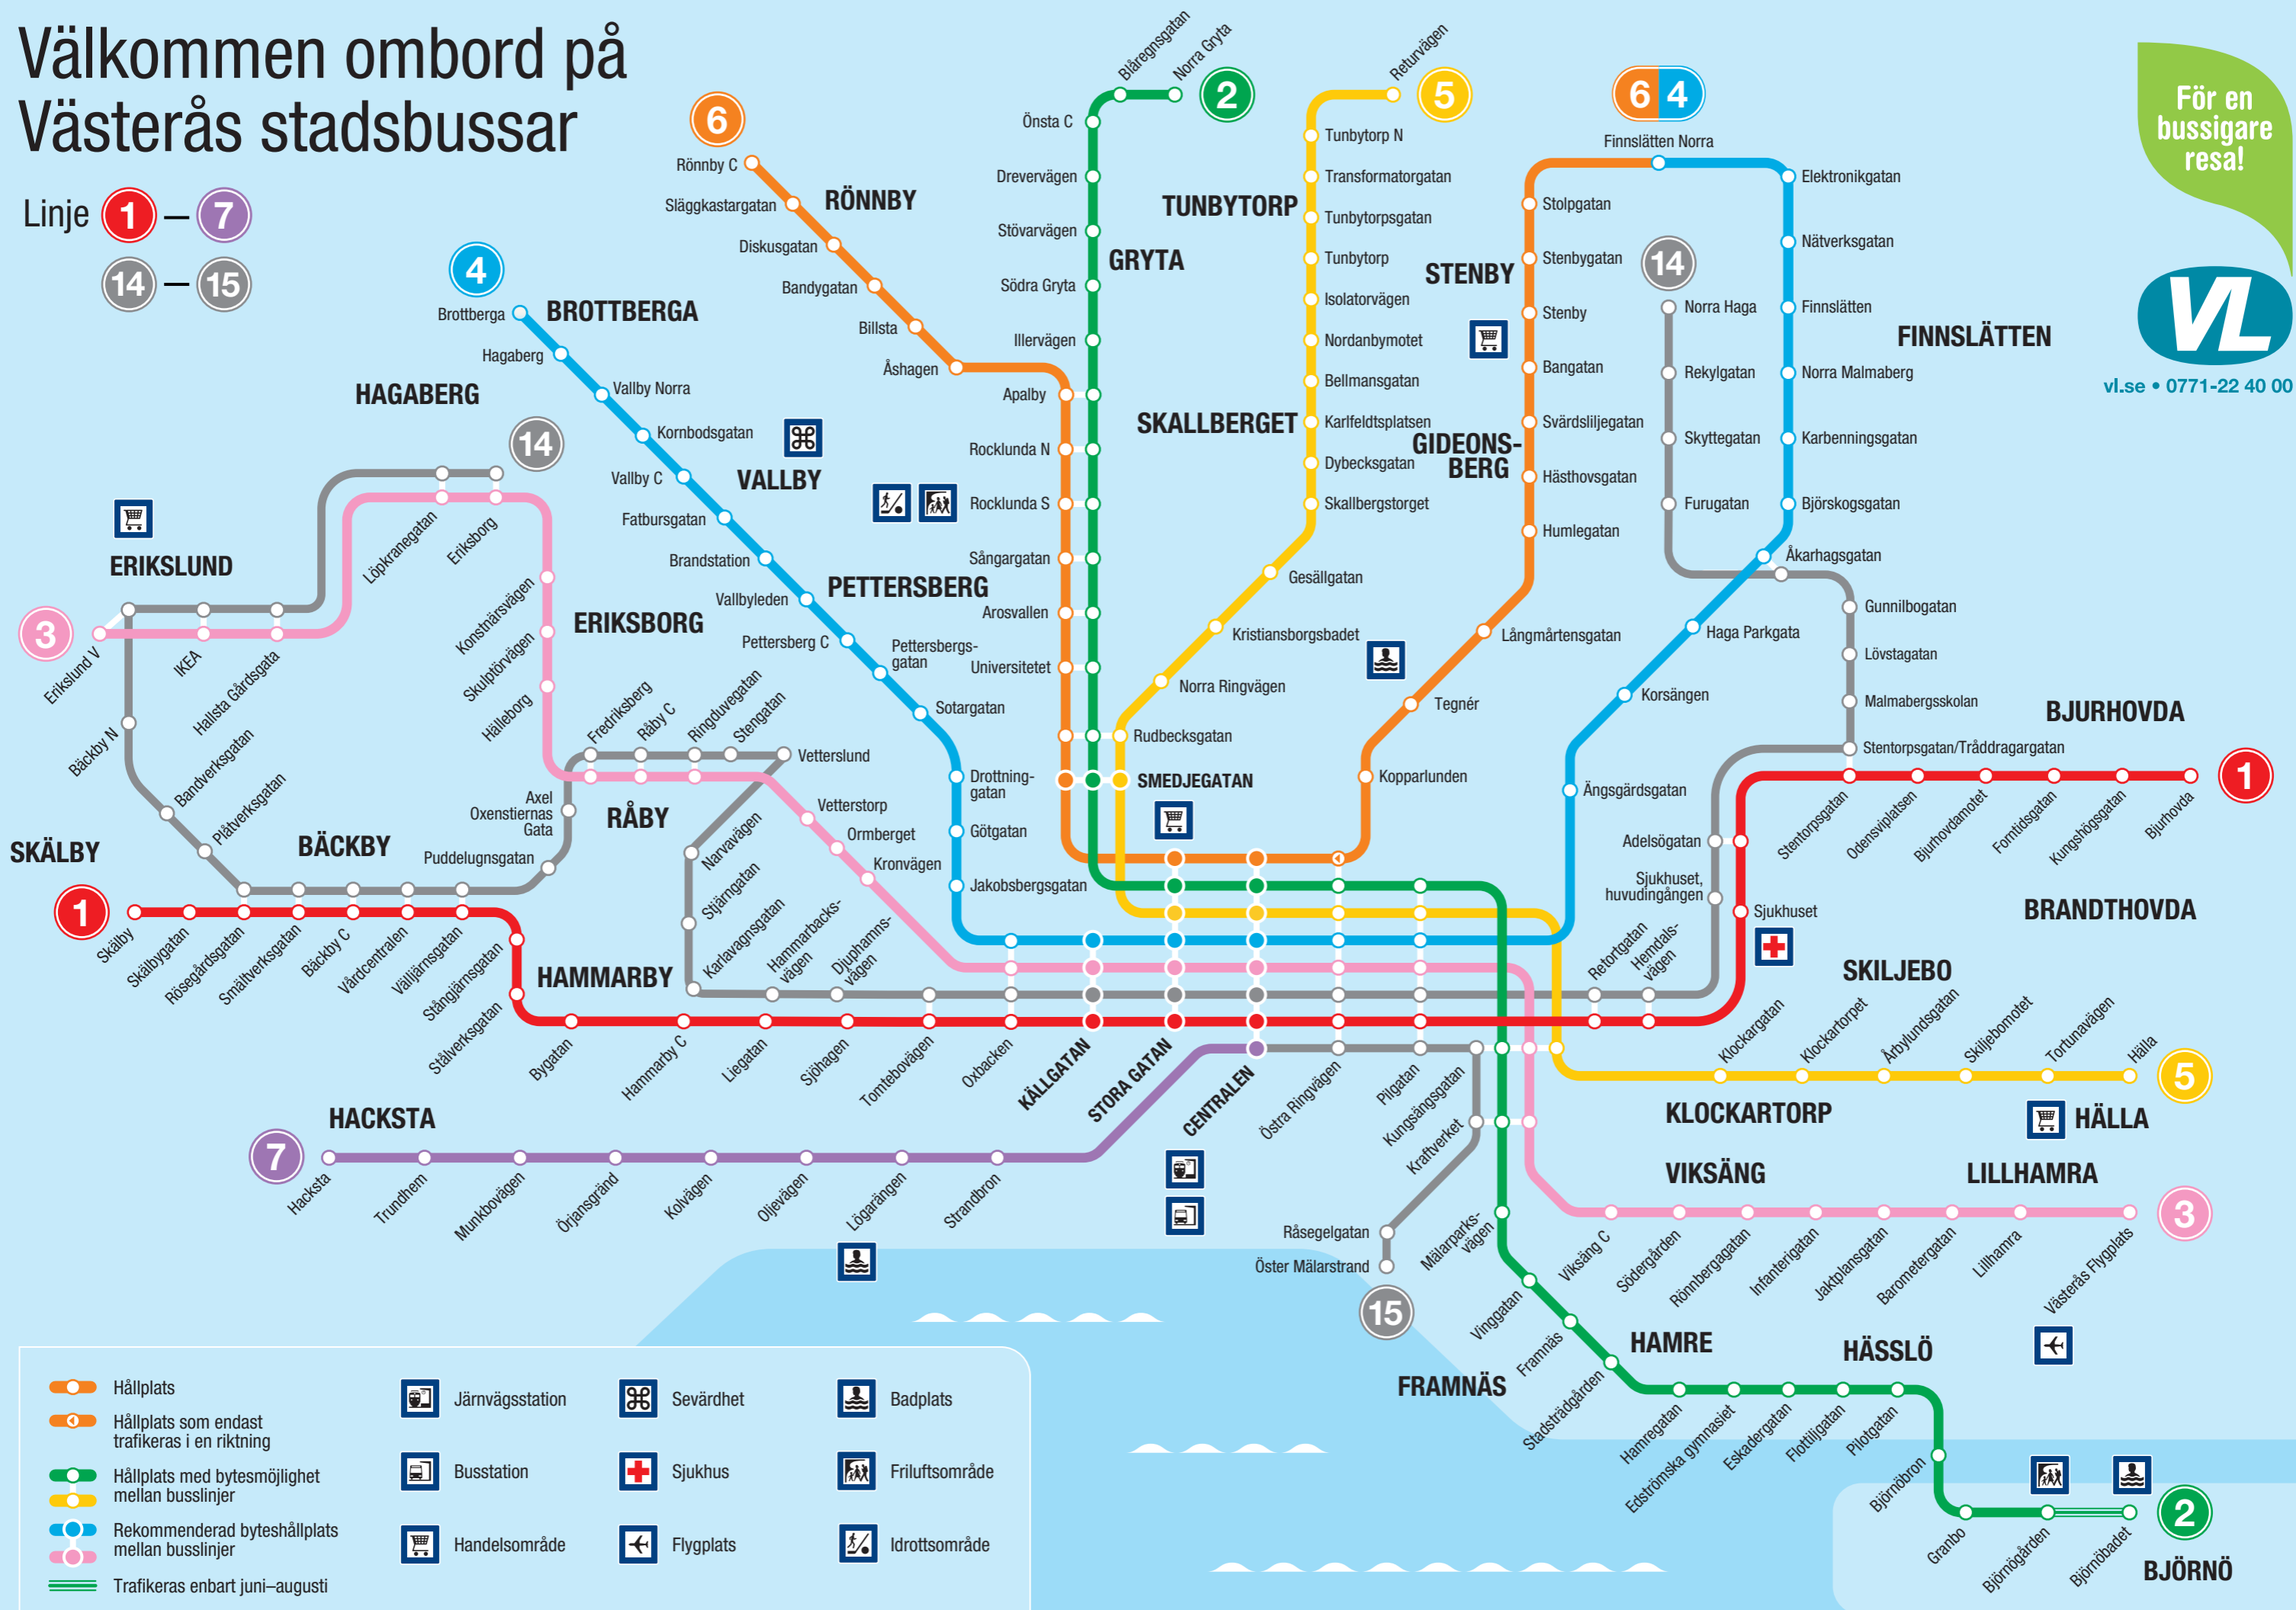 Välkommen ombord på
Västerås stadsbussar
Linje 1 – 7
14 – 15
För en
bussigare
resa!
VL
vl.se • 0771-22 40 00
6
Rönnby C
Släggkastargatan
Diskusgatan
Bandygatan
Billsta
Åshagen
RÖNNBY
4
Brottberga
Hagaberg
Vallby Norra
Kornbodsgatan
Vallby C
Fatbursgatan
Brandstation
Vallbyleden
Pettersberg C
Pettersbergs-
gatan
Sotargatan
Drottning-
gatan
Götgatan
Jakobsbergsgatan
BROTTBERGA
HAGABERG
VALLBY
PETTERSBERG
2
Blåregnsgatan
Norra Gryta
Önsta C
Drevervägen
Stövarvägen
Södra Gryta
Illervägen
Apalby
Rocklunda N
Rocklunda S
Sångargatan
Arosvallen
Universitetet
GRYTA
5
Returvägen
Tunbytorp N
Transformatorgatan
Tunbytorpsgatan
Tunbytorp
Isolatorvägen
Nordanbymotet
Bellmansgatan
Karlfeldtsplatsen
Dybecksgatan
Skallbergstorget
Gesällgatan
Kristiansborgsbadet
Norra Ringvägen
Rudbecksgatan
SMEDJEGATAN
TUNBYTORP
SKALLBERGET
6 4
Finnslätten Norra
Stolpgatan
Stenbygatan
Stenby
Bangatan
Svärdsliljegatan
Hästhovsgatan
Humlegatan
Långmårtensgatan
Tegnér
Kopparlunden
STENBY
GIDEONS-
BERG
Elektronikgatan
Nätverksgatan
Finnslätten
Norra Malmaberg
Karbenningsgatan
Björskogsgatan
Åkarhagsgatan
Haga Parkgata
Korsängen
Ängsgärdsgatan
FINNSLÄTTEN
14
Norra Haga
Rekylgatan
Skyttegatan
Furugatan
Gunnilbogatan
Lövstagatan
Malmabergsskolan
Stentorpsgatan/Tråddragargatan
Adelsögatan
Sjukhuset,
huvudingången
Sjukhuset
Retortgatan
Hemdals-
vägen
BJURHOVDA
1
Stentorpsgatan
Odensviplatsen
Bjurhovdamotet
Forntidsgatan
Kungshögsgatan
Bjurhovda
BRANDTHOVDA
SKILJEBO
14
Löpkranegatan
Eriksborg
ERIKSLUND
3
Erikslund V
IKEA
Hallsta Gårdsgata
Konstnärsvägen
Skulptörvägen
Hälleborg
ERIKSBORG
Bäckby N
Bandverksgatan
Plåtverksgatan
BÄCKBY
Puddelugnsgatan
Axel
Oxenstiernas
Gata
Fredriksberg
Råby C
Ringduvegatan
Stengatan
Vetterslund
RÅBY
Vetterstorp
Ormberget
Kronvägen
Narvavägen
Stjärngatan
Karlavagnsgatan
Hammarbacks-
vägen
Djuphamns-
vägen
HAMMARBY
SKÄLBY
1
Skälby
Skälbygatan
Rösegårdsgatan
Smältverksgatan
Bäckby C
Vårdcentralen
Välljärnsgatan
Stångjärnsgatan
Stålverksgatan
Bygatan
Hammarby C
Liegatan
Sjöhagen
Tomtebovägen
Oxbacken
KÄLLGATAN
STORA GATAN
CENTRALEN
Östra Ringvägen
Pilgatan
Kungsängsgatan
Kraftverket
Råsegelgatan
Öster Mälarstrand
15
HACKSTA
7
Hacksta
Trundhem
Munkbovägen
Örjansgränd
Kolvägen
Oljevägen
Lögarängen
Strandbron
Klockargatan
Klockartorpet
Årbylundsgatan
Skiljebomotet
Tortunavägen
Hälla
5
KLOCKARTORP
HÄLLA
VIKSÄNG
LILLHAMRA
Viksäng C
Södergården
Rönnbergagatan
Infanterigatan
Jaktplansgatan
Barometergatan
Lillhamra
Västerås Flygplats
3
Mälarparks-
vägen
Vinggatan
Framnäs
Stadsträdgården
FRAMNÄS
HAMRE
HÄSSLÖ
Hamregatan
Edströmska gymnasiet
Eskadergatan
Flottiljgatan
Pilotgatan
Björnöbron
Granbo
Björnögården
Björnöbadet
2
BJÖRNÖ
Hållplats
Hållplats som endast
trafikeras i en riktning
Hållplats med bytesmöjlighet
mellan busslinjer
Rekommenderad byteshållplats
mellan busslinjer
Trafikeras enbart juni–augusti
Järnvägsstation
Busstation
Handelsområde
Sevärdhet
Sjukhus
Flygplats
Badplats
Friluftsområde
Idrottsområde